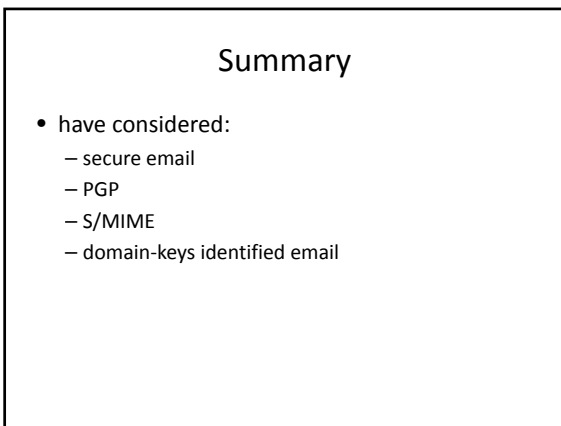 Summary
• have considered:
– secure email
– PGP
– S/MIME
– domain-keys identified email